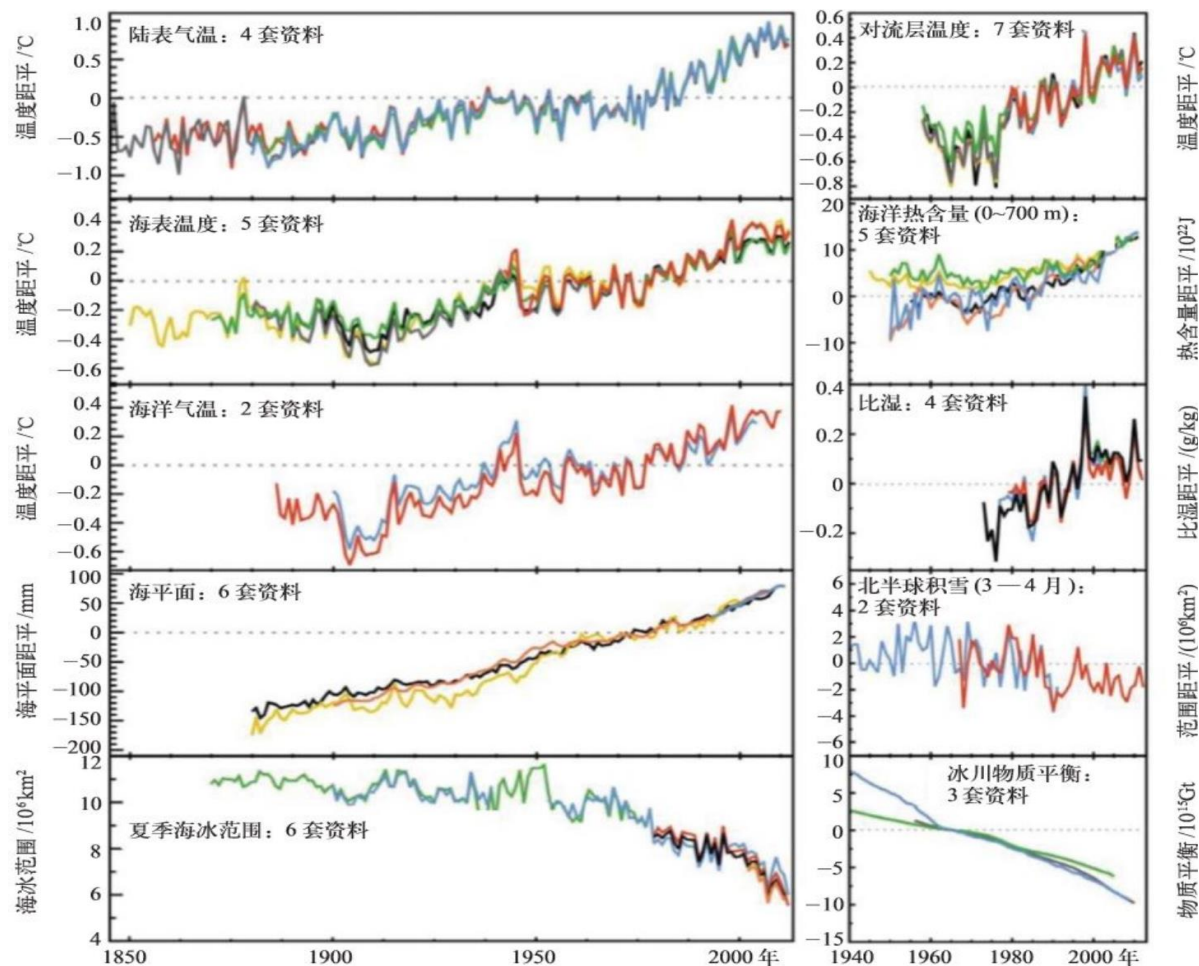 陆表气温：4 套资料
温度距平/℃
1.0
0.5
0
−0.5
−1.0
海表温度：5 套资料
温度距平/℃
0.4
0.2
0
−0.2
−0.4
−0.6
海洋气温：2 套资料
温度距平/℃
0.4
0.2
0
−0.2
−0.4
−0.6
海平面：6 套资料
海平面距平/mm
100
50
0
−50
−100
−150
−200
夏季海冰范围：6 套资料
海冰范围/10⁶km²
12
10
8
6
4
1850
1900
1950
2000 年
对流层温度：7 套资料
温度距平/℃
0.6
0.4
0.2
0
−0.2
−0.4
−0.6
−0.8
海洋热含量 (0~700 m)：
5 套资料
热含量距平/10²²J
20
10
0
−10
比湿：4 套资料
比湿距平/(g/kg)
0.4
0.2
0
−0.2
北半球积雪 (3 — 4 月)：
2 套资料
范围距平/(10⁶km²)
6
4
2
0
−2
−4
−6
冰川物质平衡：
3 套资料
物质平衡/10¹⁵Gt
10
5
0
−5
−10
−15
1940
1960
1980
2000 年